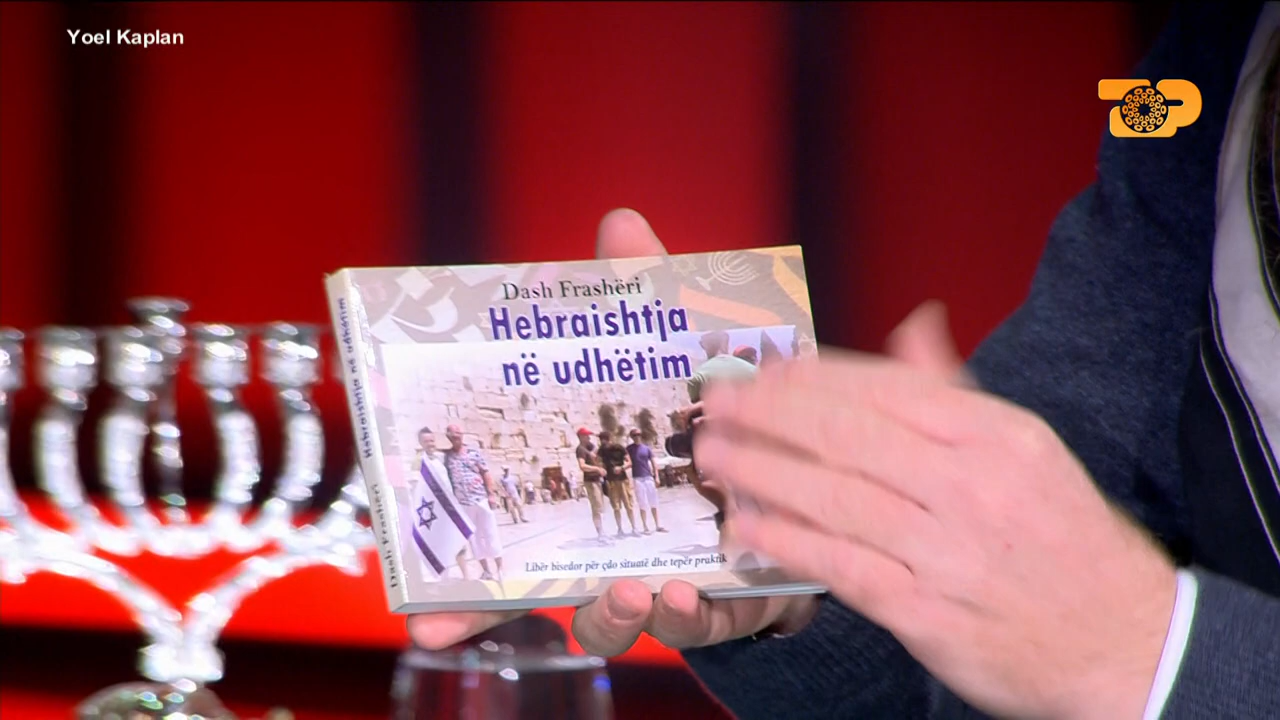 Yoel Kaplan
Dash Frashëri
Hebraishtja
në udhëtim
Libër bisedor për çdo situatë dhe tepër praktik
Hebraishtja në udhëtim
Dash Frashëri